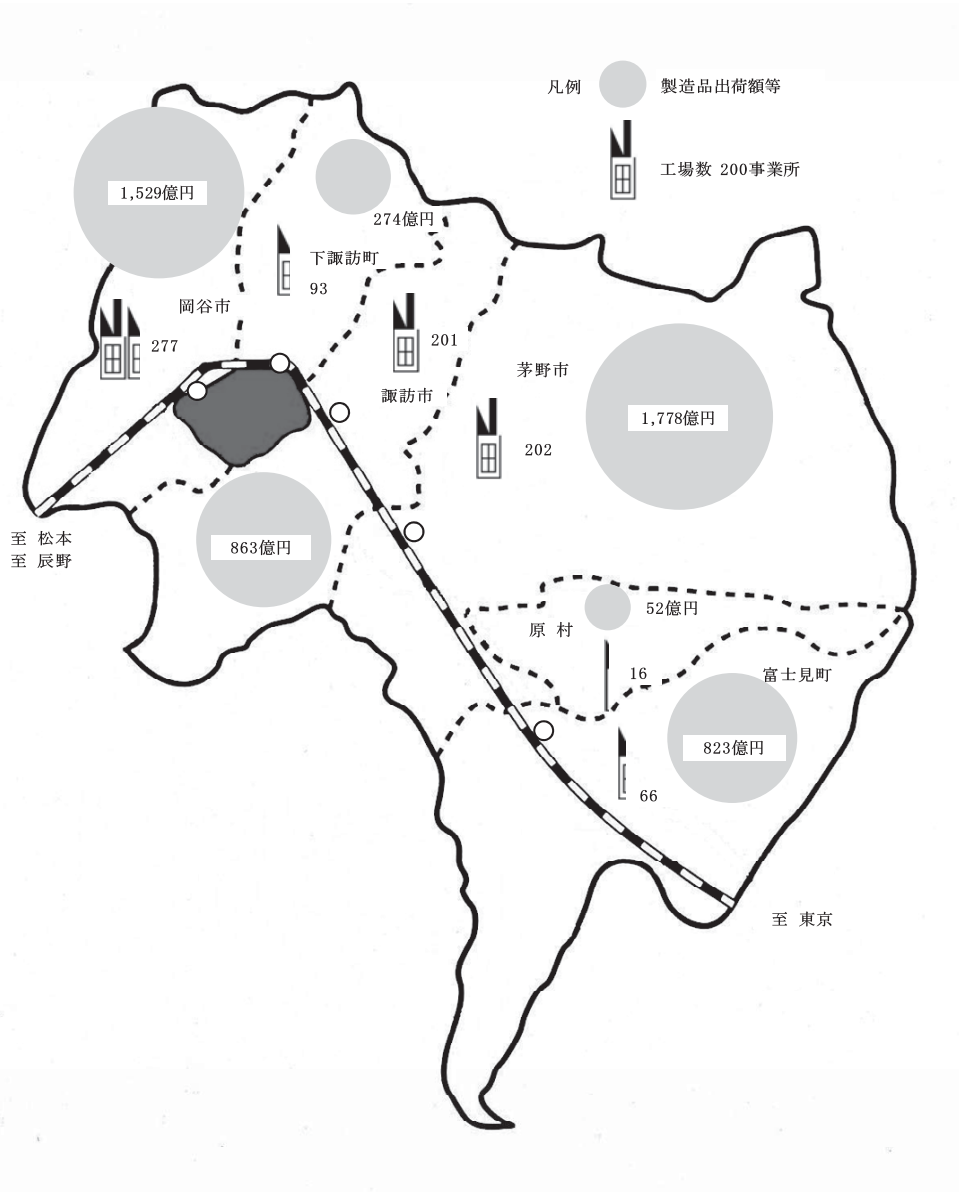 凡例 製造品出荷額等
工場数 200事業所
1,529億円
274億円
下諏訪町
93
岡谷市
277
201
諏訪市
茅野市
202
1,778億円
863億円
至 松本
至 辰野
52億円
原 村
16
富士見町
823億円
66
至 東京